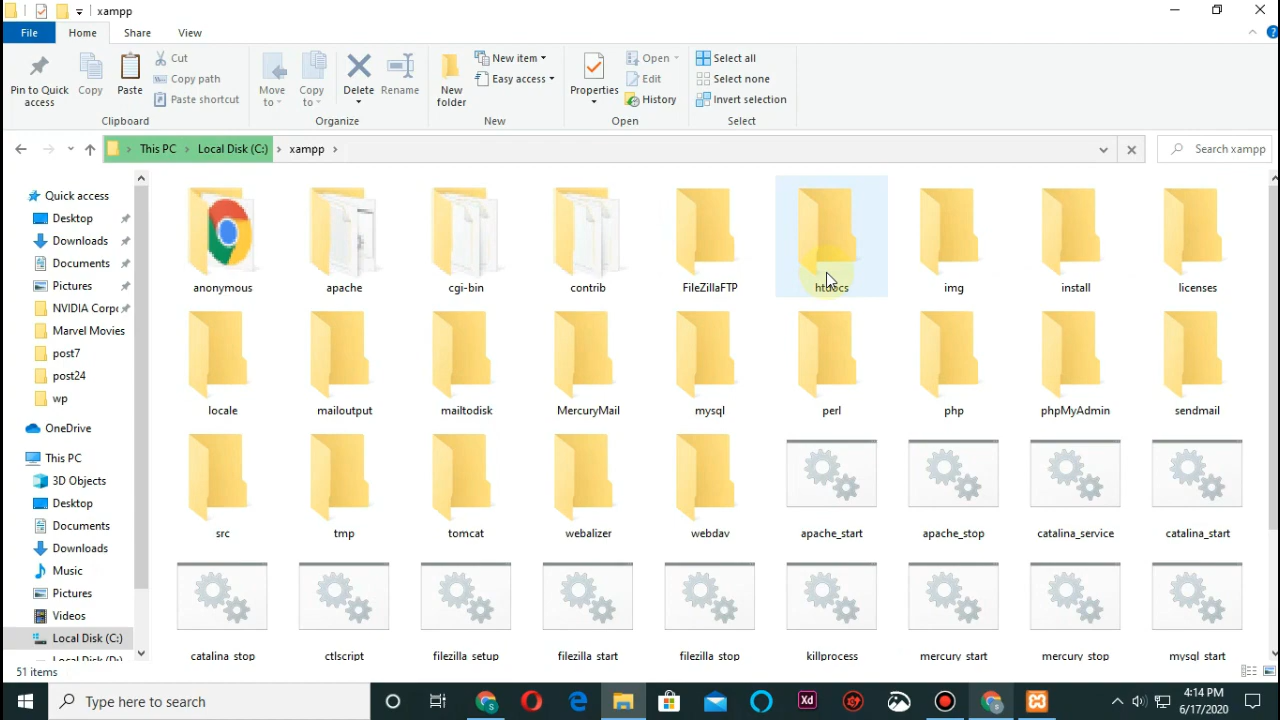 xampp
File Home Share View
Pin to Quick access
Copy
Paste
Cut
Copy path
Paste shortcut
Move to
Copy to
Delete
Rename
New folder
New item
Easy access
Properties
Open
Edit
History
Select all
Select none
Invert selection
Clipboard Organize New Open Select
This PC Local Disk (C:) xampp
Search xampp
Quick access
Desktop
Downloads
Documents
Pictures
NVIDIA Corp
Marvel Movies
post7
post24
wp
OneDrive
This PC
3D Objects
Desktop
Documents
Downloads
Music
Pictures
Videos
Local Disk (C:)
Local Disk (D:)
anonymous apache cgi-bin contrib FileZillaFTP htdocs img install licenses
locale mailoutput mailtodisk MercuryMail mysql perl php phpMyAdmin sendmail
src tmp tomcat webalizer webdav apache_start apache_stop catalina_service catalina_start
catalina_stop ctlscript filezilla_setup filezilla_start filezilla_stop killprocess mercury_start mercury_stop mysql_start
51 items
Type here to search
Xd
4:14 PM
6/17/2020